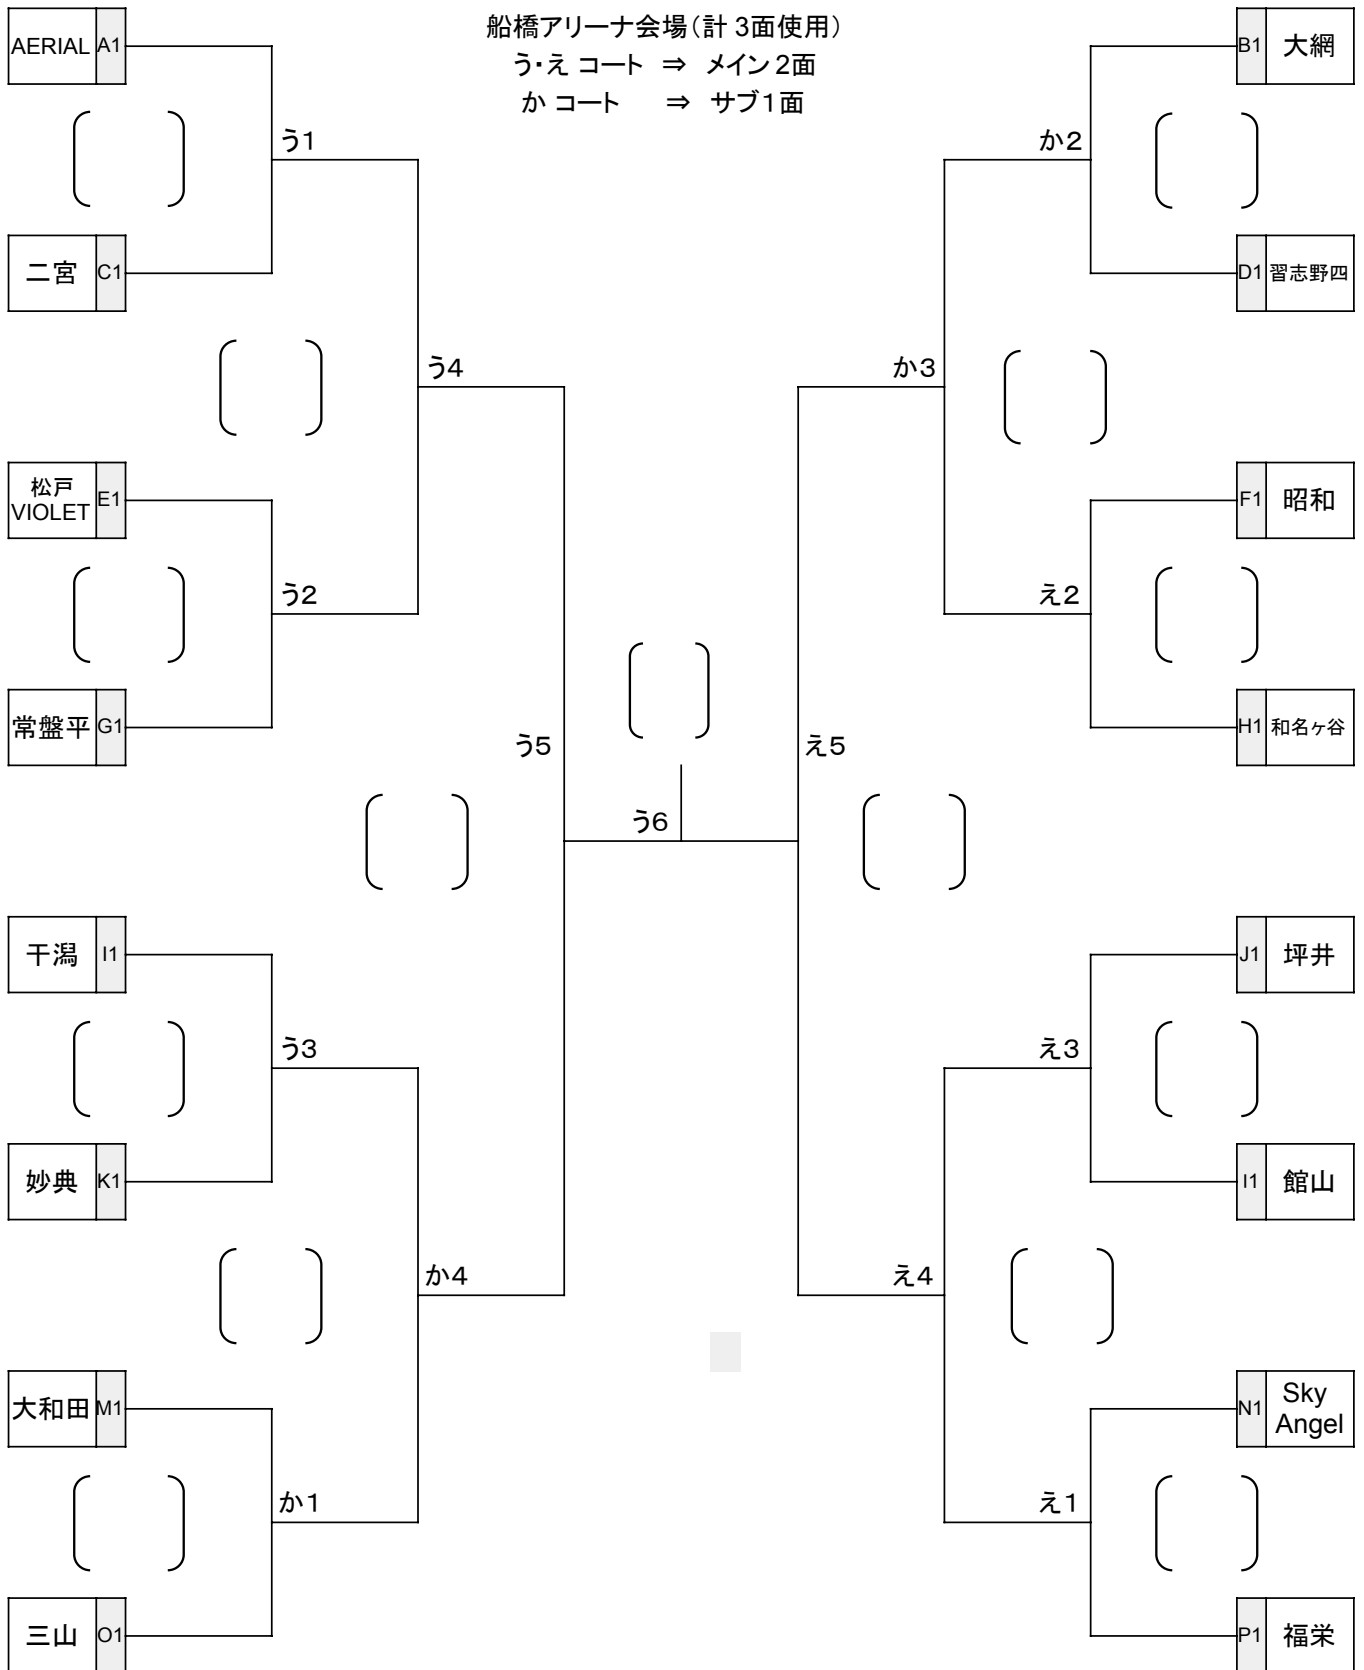 船橋アリーナ会場（計 3面使用）
う・え コート ⇒ メイン 2面
か コート ⇒ サブ１面
AERIAL A1
B1 大網
う1
か2
二宮 C1
D1 習志野四
う4
か3
松戸
VIOLET E1
F1 昭和
う2
え2
常盤平 G1
H1 和名ヶ谷
う5
え5
う6
干潟 I1
J1 坪井
う3
え3
妙典 K1
I1 館山
か4
え4
大和田 M1
N1 Sky
Angel
か1
え1
三山 O1
P1 福栄